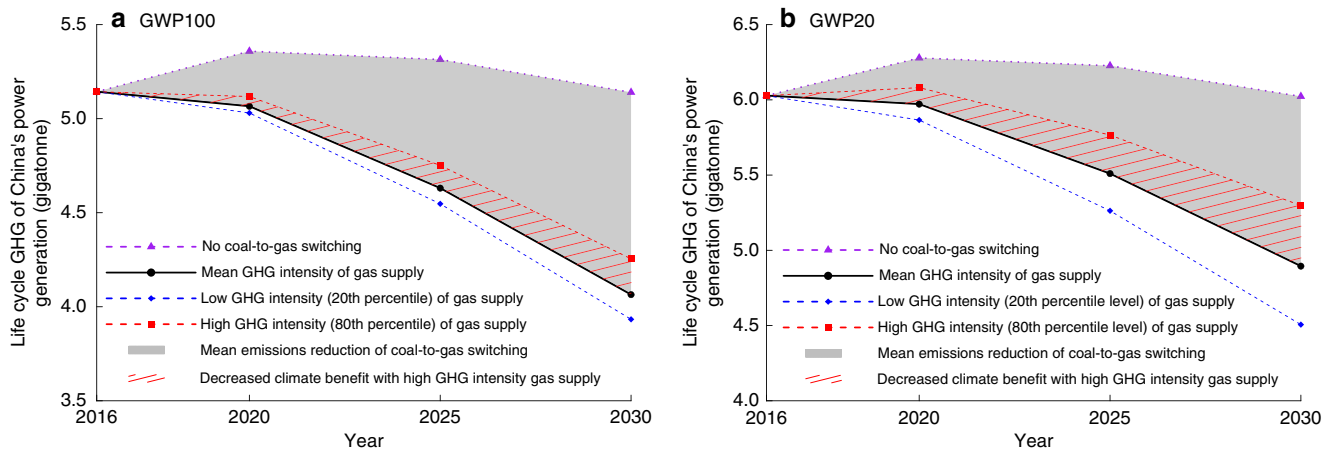 a GWP100
5.5
5.0
4.5
4.0
3.5
Life cycle GHG of China's power
generation (gigatonne)
No coal-to-gas switching
Mean GHG intensity of gas supply
Low GHG intensity (20th percentile) of gas supply
High GHG intensity (80th percentile) of gas supply
Mean emissions reduction of coal-to-gas switching
Decreased climate benefit with high GHG intensity gas supply
2016 2020 2025 2030
Year
b GWP20
6.5
6.0
5.5
5.0
4.5
4.0
Life cycle GHG of China's power
generation (gigatonne)
No coal-to-gas switching
Mean GHG intensity of gas supply
Low GHG intensity (20th percentile level) of gas supply
High GHG intensity (80th percentile level) of gas supply
Mean emissions reduction of coal-to-gas switching
Decreased climate benefit with high GHG intensity gas supply
2016 2020 2025 2030
Year